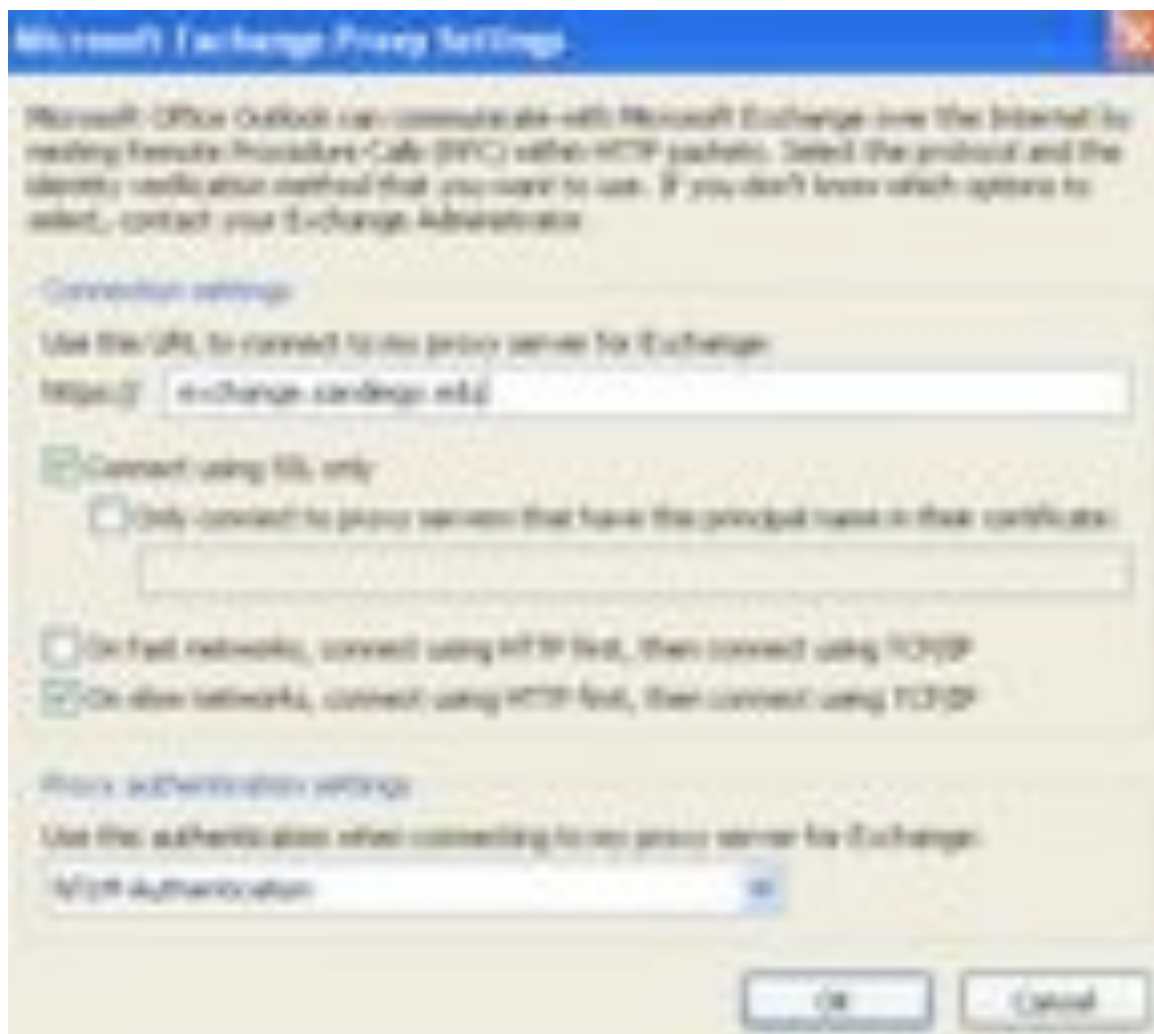 Microsoft Exchange Proxy Settings
Microsoft Office Outlook can communicate with Microsoft Exchange over the Internet by
nesting Remote Procedure Calls (RPC) within HTTP packets. Select the protocol and the
identity verification method that you want to use. If you don't know which options to
select, contact your Exchange Administrator.
Connection settings
Use this URL to connect to my proxy server for Exchange:
https:// exchange.sandiego.edu
Connect using SSL only
Only connect to proxy servers that have this principal name in their certificate:
On fast networks, connect using HTTP first, then connect using TCP/IP
On slow networks, connect using HTTP first, then connect using TCP/IP
Proxy authentication settings
Use this authentication when connecting to my proxy server for Exchange:
NTLM Authentication
OK Cancel